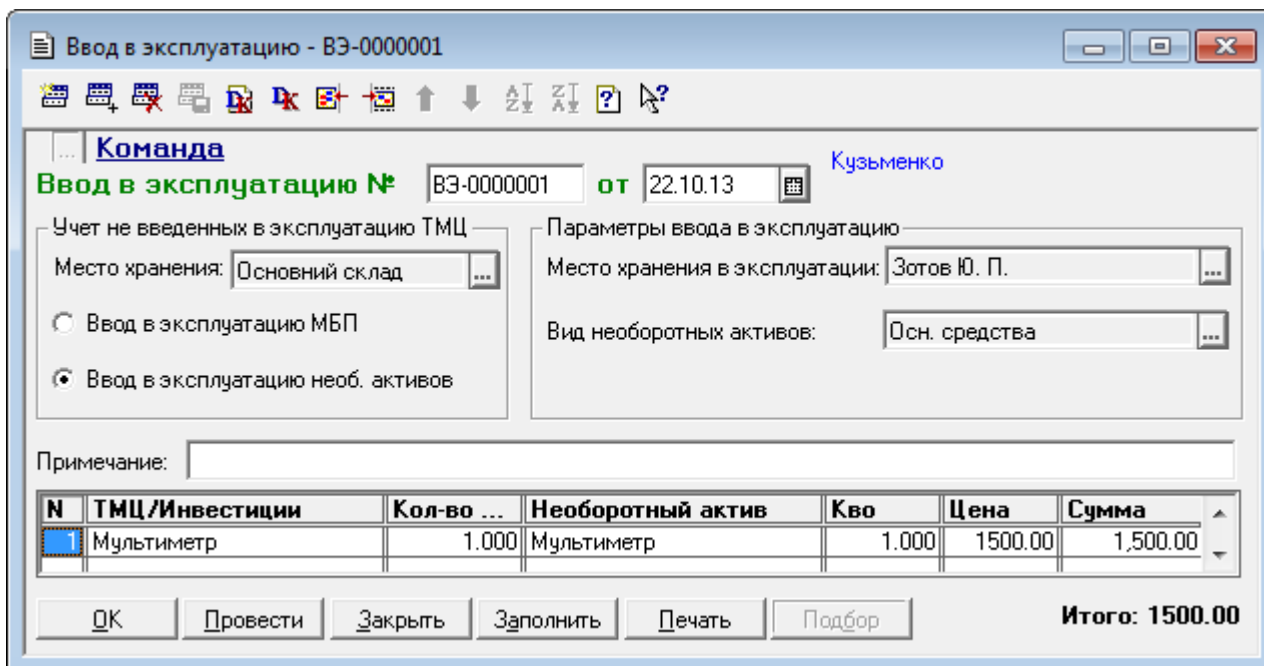 Ввод в эксплуатацию - ВЭ-0000001
... Команда
Кузьменко
Ввод в эксплуатацию № ВЭ-0000001 от 22.10.13
Учет не введенных в эксплуатацию ТМЦ
Место хранения: Основний склад ...
Ввод в эксплуатацию МБП
Ввод в эксплуатацию необ. активов
Параметры ввода в эксплуатацию
Место хранения в эксплуатации: Зотов Ю. П. ...
Вид необоротных активов: Осн. средства ...
Примечание:
N ТМЦ/Инвестиции Кол-во ... Необоротный актив Кво Цена Сумма
1 Мультиметр 1.000 Мультиметр 1.000 1500.00 1,500.00
OK Провести Закрыть Заполнить Печать Подбор Итого: 1500.00